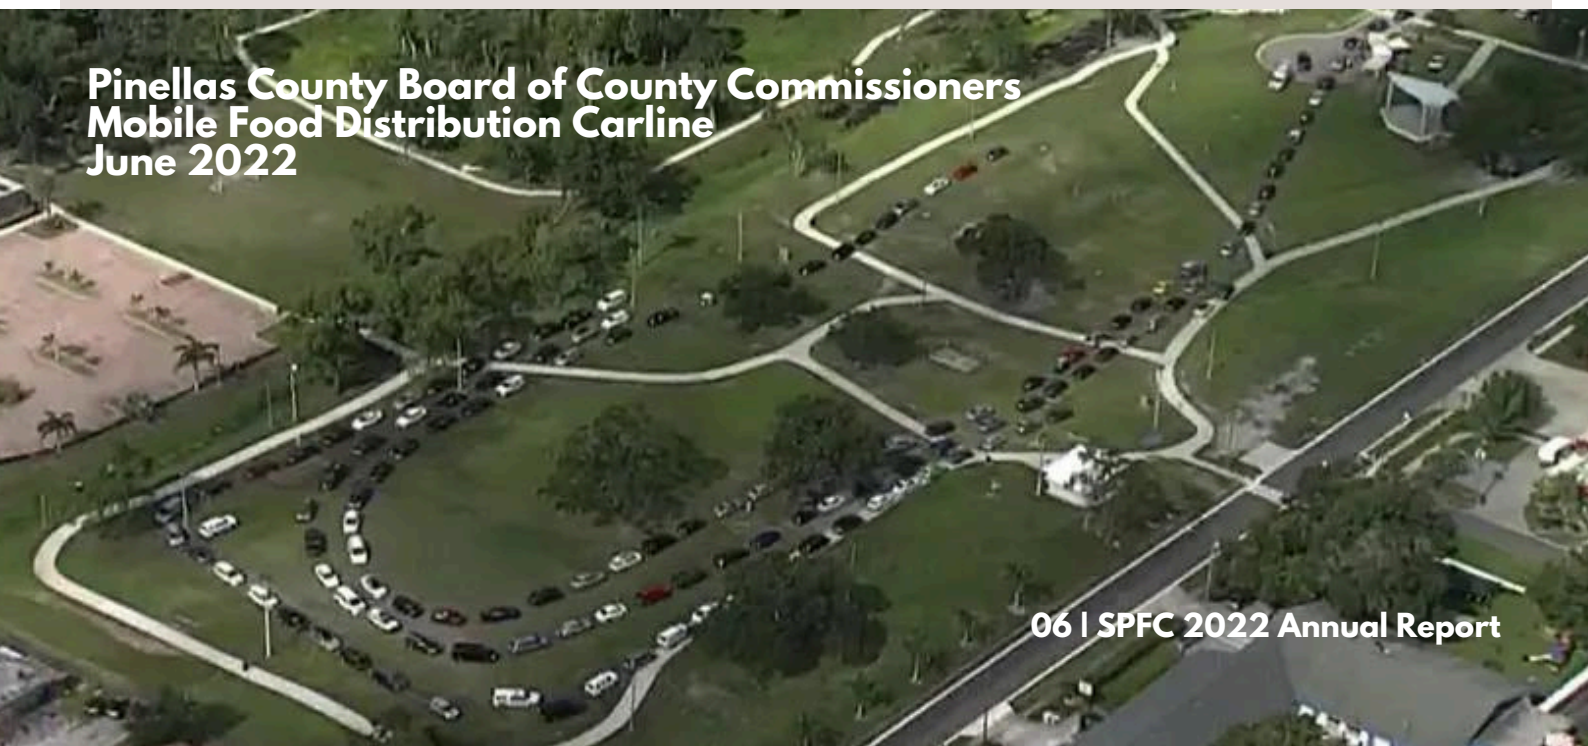 Pinellas County Board of County Commissioners
Mobile Food Distribution Carline
June 2022
06 | SPFC 2022 Annual Report